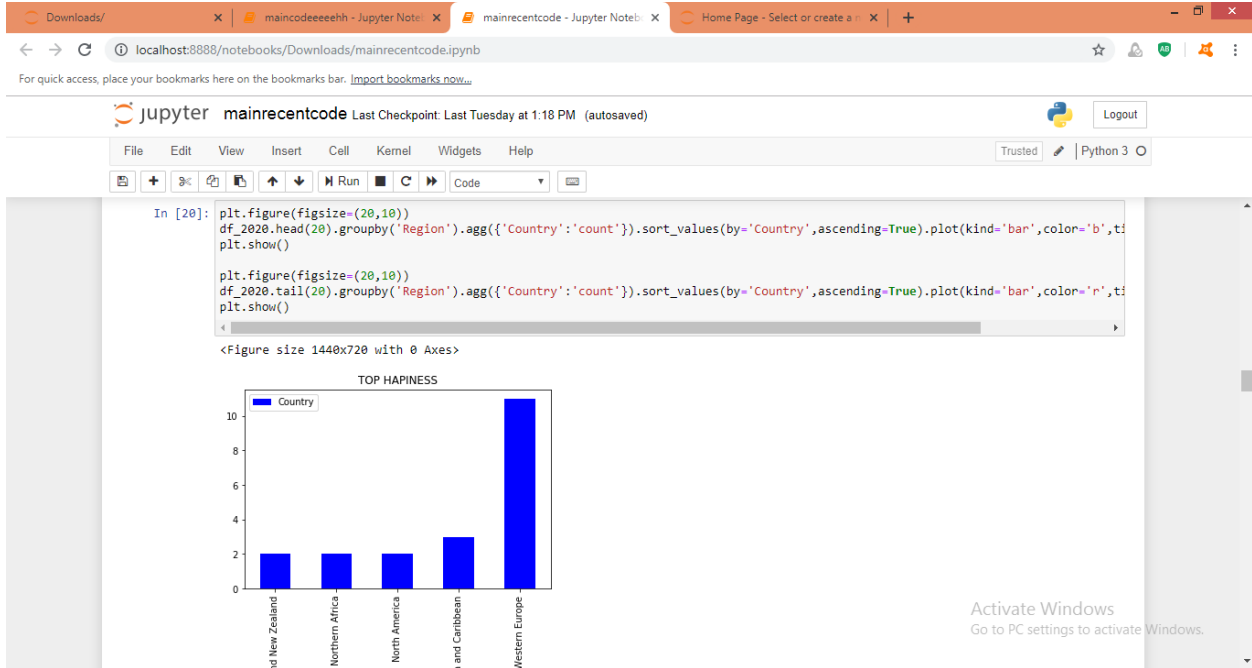 Downloads/
maincodeeeeehh - Jupyter Note
mainrecentcode - Jupyter Noteb
Home Page - Select or create a n
localhost:8888/notebooks/Downloads/mainrecentcode.ipynb
For quick access, place your bookmarks here on the bookmarks bar. Import bookmarks now...
jupyter mainrecentcode Last Checkpoint: Last Tuesday at 1:18 PM (autosaved)
Logout
File Edit View Insert Cell Kernel Widgets Help
Trusted Python 3
Run Code
In [20]: plt.figure(figsize=(20,10))
df_2020.head(20).groupby('Region').agg({'Country':'count'}).sort_values(by='Country',ascending=True).plot(kind='bar',color='b',ti
plt.show()
plt.figure(figsize=(20,10))
df_2020.tail(20).groupby('Region').agg({'Country':'count'}).sort_values(by='Country',ascending=True).plot(kind='bar',color='r',ti
plt.show()
<Figure size 1440x720 with 0 Axes>
TOP HAPINESS
Country
10
8
6
4
2
0
nd New Zealand
Northern Africa
North America
and Caribbean
Western Europe
Activate Windows
Go to PC settings to activate Windows.